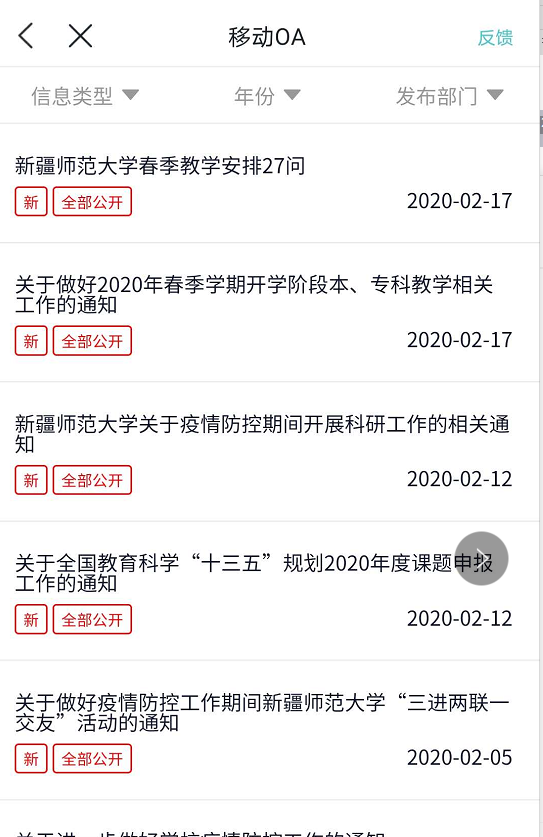 移动OA
反馈
信息类型
年份
发布部门
新疆师范大学春季教学安排27问
新 全部公开 2020-02-17
关于做好2020年春季学期开学阶段本、专科教学相关
工作的通知
新 全部公开 2020-02-17
新疆师范大学关于疫情防控期间开展科研工作的相关通
知
新 全部公开 2020-02-12
关于全国教育科学“十三五”规划2020年度课题申报
工作的通知
新 全部公开 2020-02-12
关于做好疫情防控工作期间新疆师范大学“三进两联一
交友”活动的通知
新 全部公开 2020-02-05